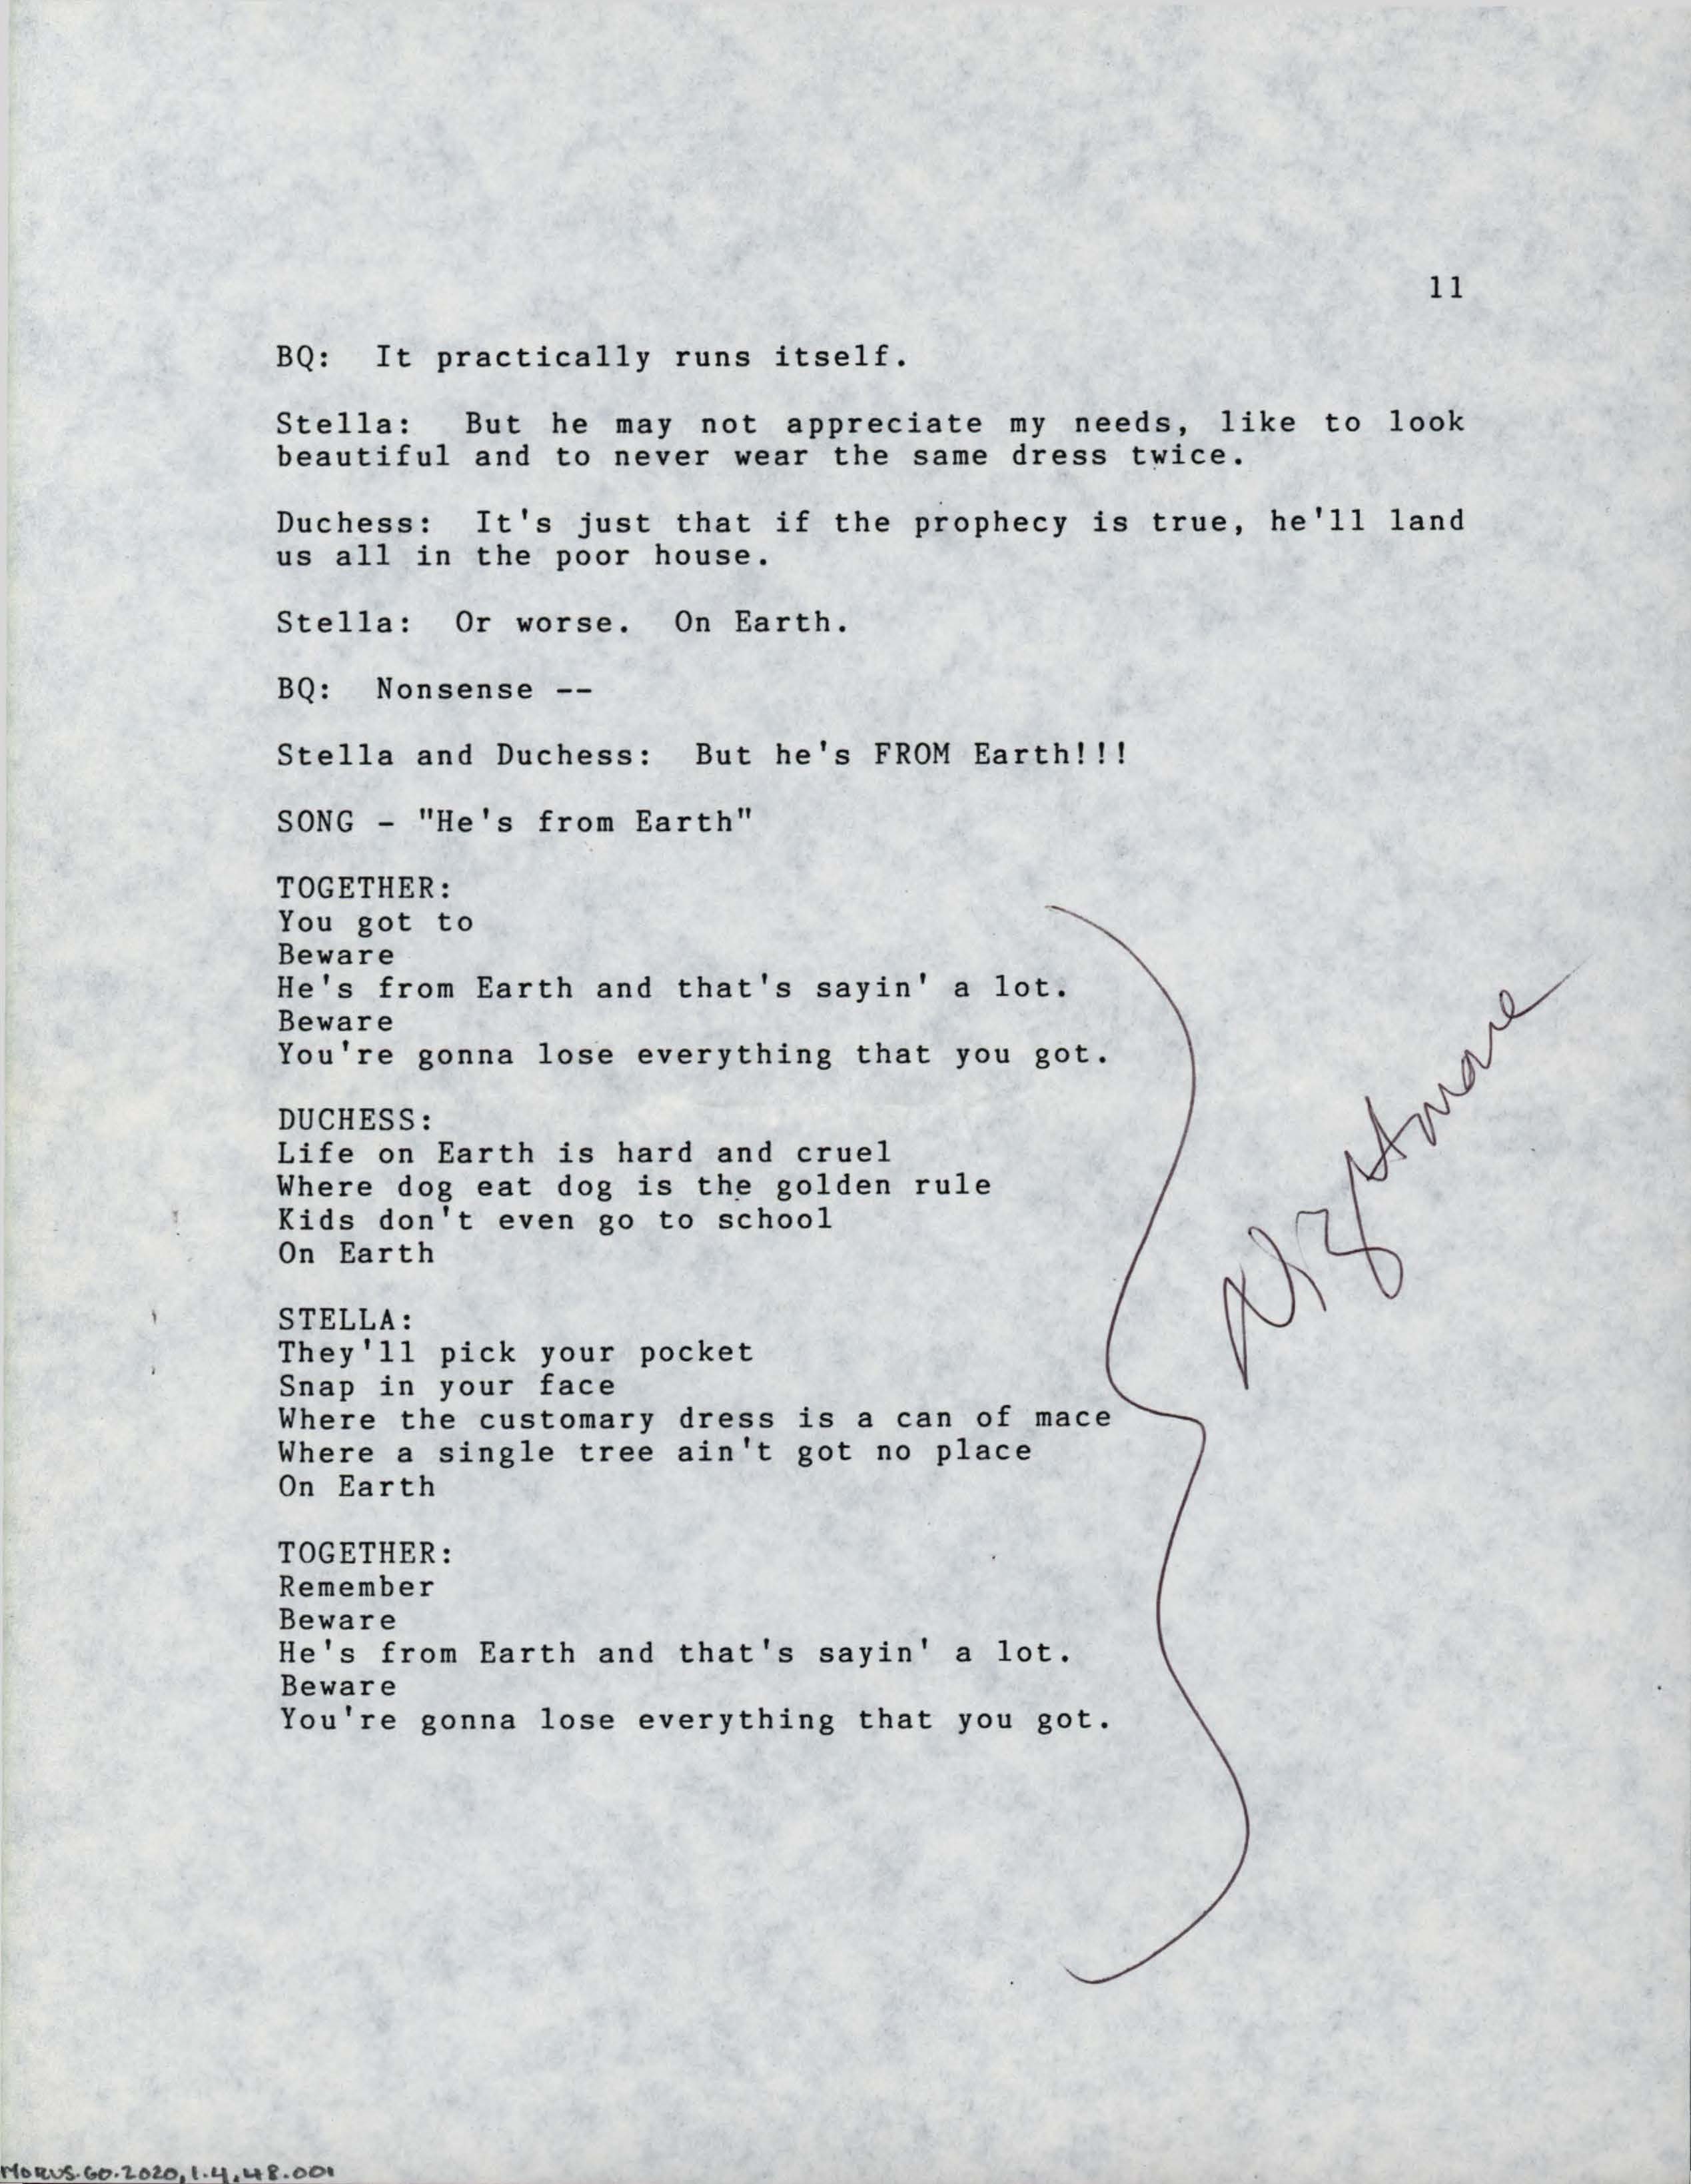 11
BQ: It practically runs itself.
Stella: But he may not appreciate my needs, like to look
beautiful and to never wear the same dress twice.
Duchess: It's just that if the prophecy is true, he'll land
us all in the poor house.
Stella: Or worse. On Earth.
BQ: Nonsense --
Stella and Duchess: But he's FROM Earth!!!
SONG - "He's from Earth"
TOGETHER:
You got to
Beware
He's from Earth and that's sayin' a lot.
Beware
You're gonna lose everything that you got.
DUCHESS:
Life on Earth is hard and cruel
Where dog eat dog is the golden rule
Kids don't even go to school
On Earth
STELLA:
They'll pick your pocket
Snap in your face
Where the customary dress is a can of mace
Where a single tree ain't got no place
On Earth
TOGETHER:
Remember
Beware
He's from Earth and that's sayin' a lot.
Beware
You're gonna lose everything that you got.
MORUS.GO.2020,1.4,48.001